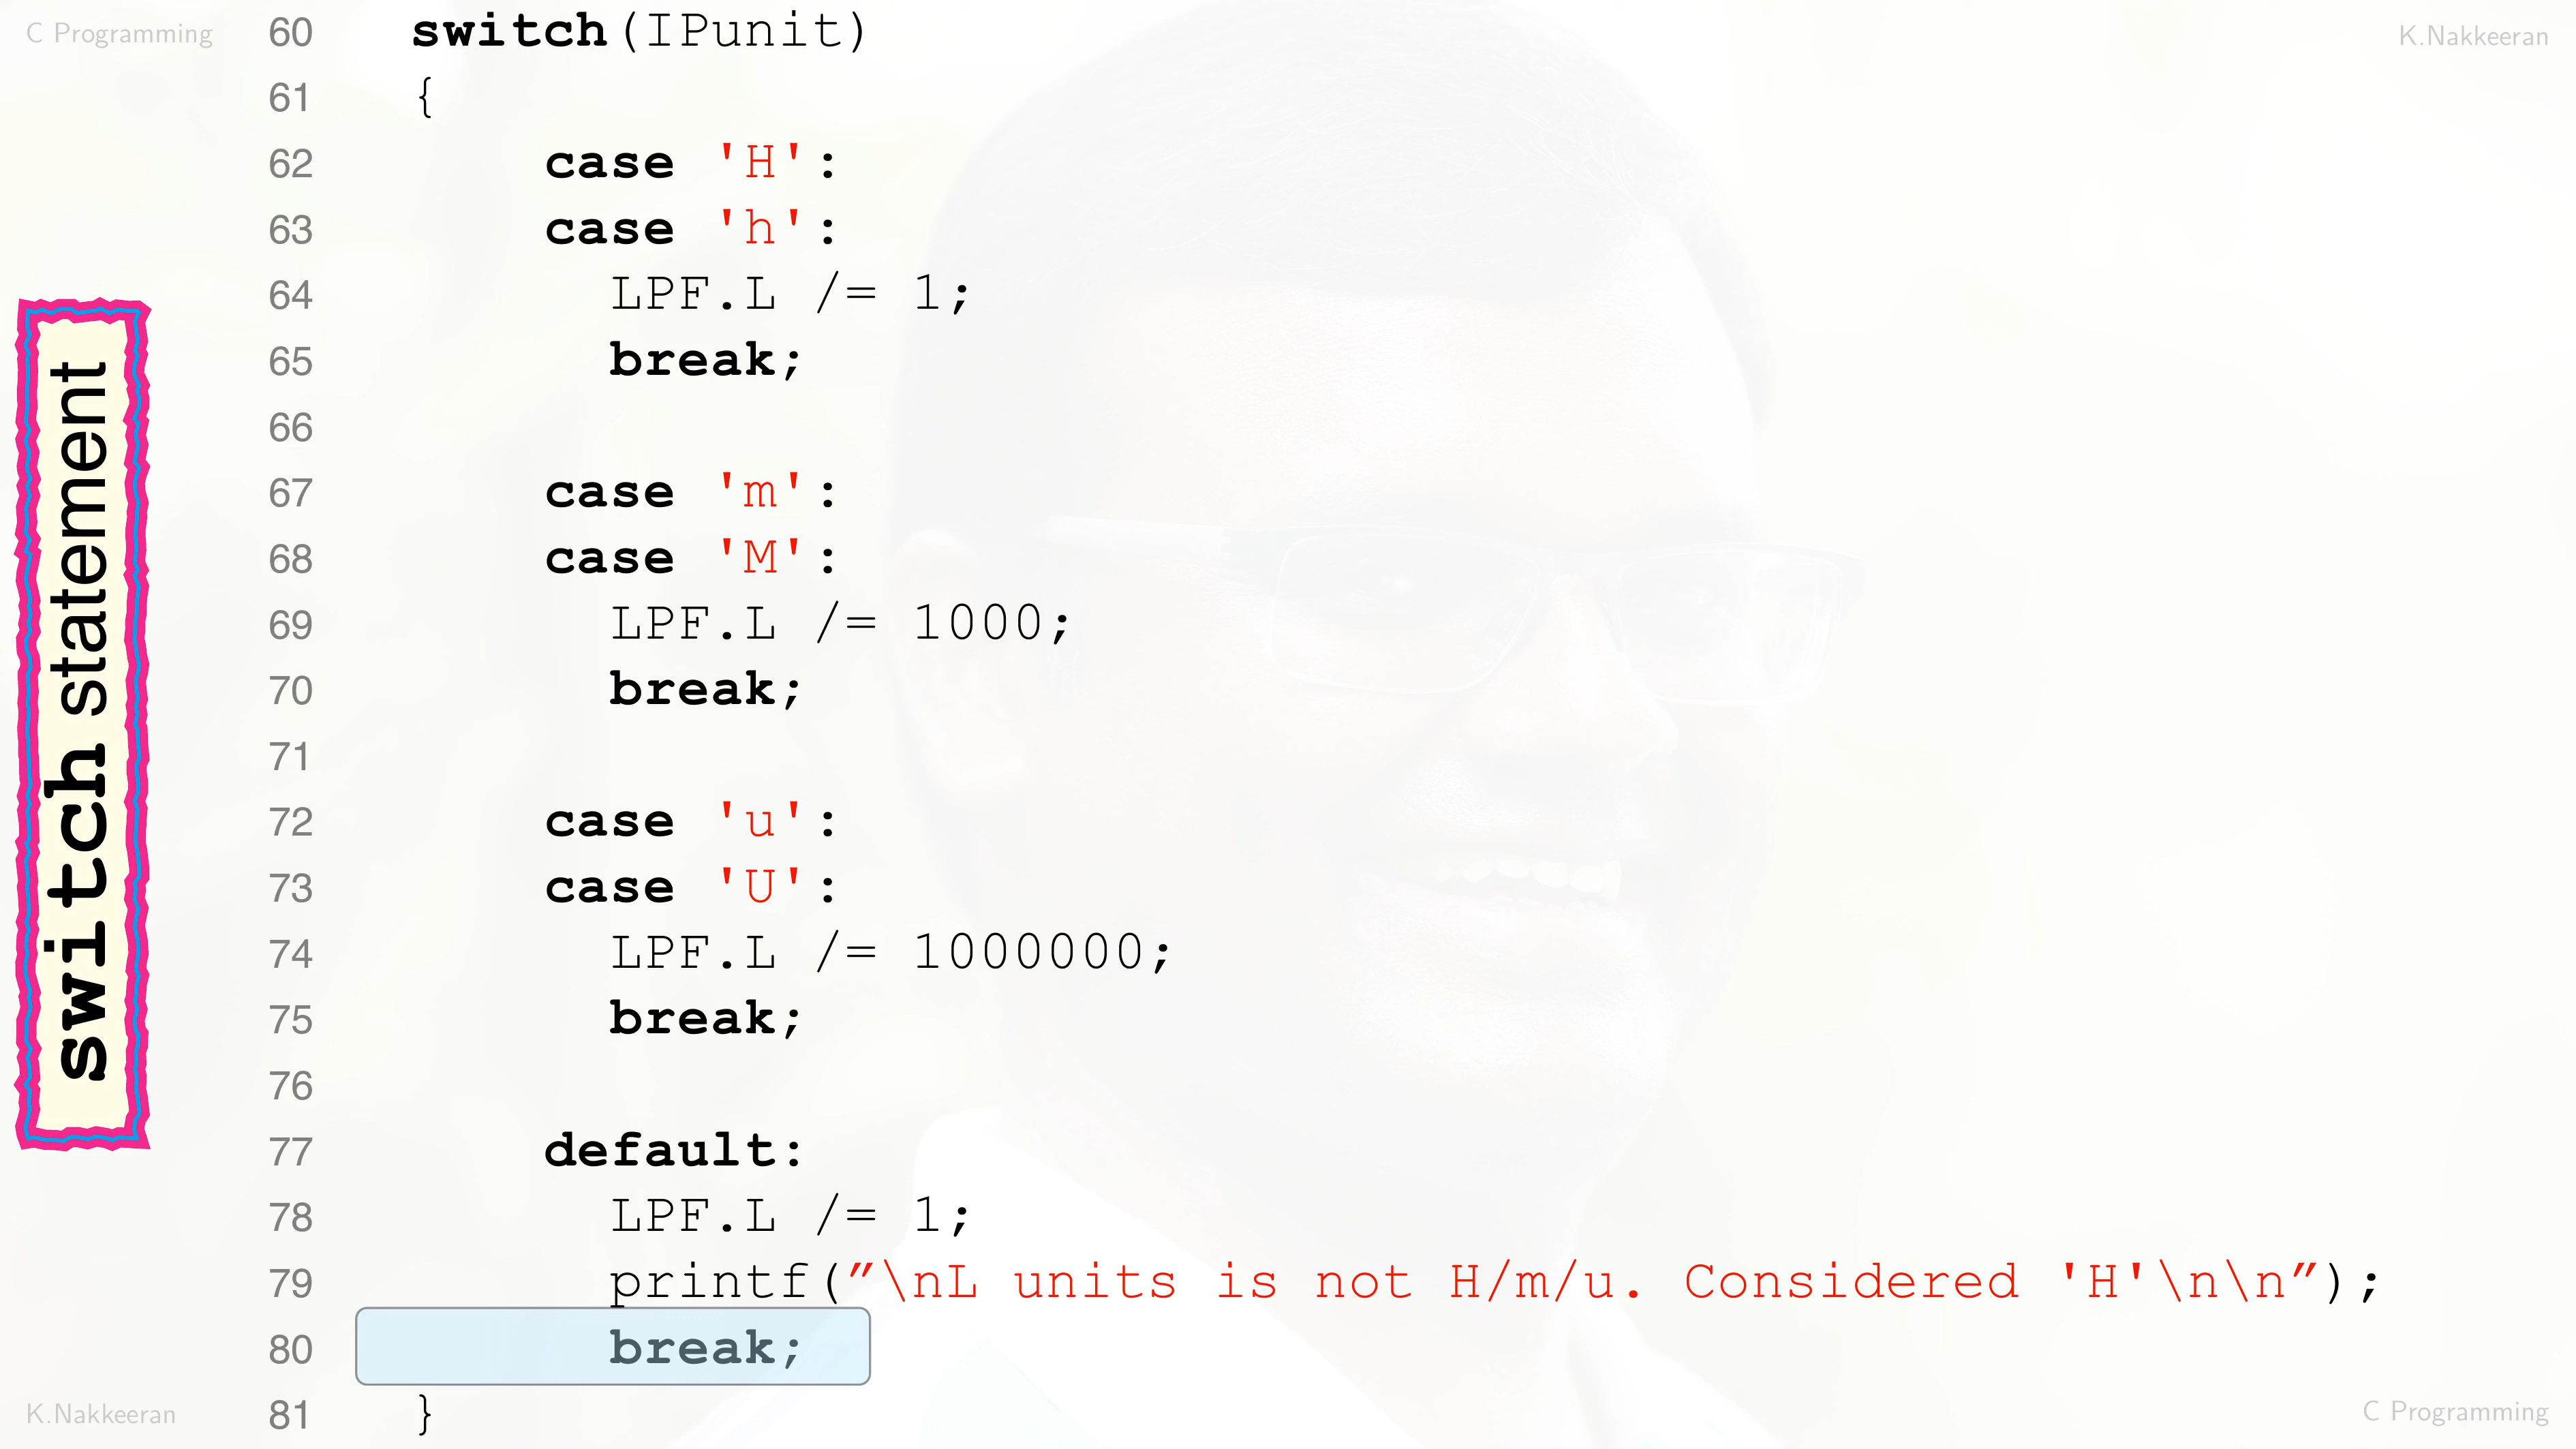 C Programming
K.Nakkeeran
switch statement
60 switch(IPunit)
61 {
62 case 'H':
63 case 'h':
64 LPF.L /= 1;
65 break;
66
67 case 'm':
68 case 'M':
69 LPF.L /= 1000;
70 break;
71
72 case 'u':
73 case 'U':
74 LPF.L /= 1000000;
75 break;
76
77 default:
78 LPF.L /= 1;
79 printf("\nL units is not H/m/u. Considered 'H'\n\n");
80 break;
81 }
K.Nakkeeran
C Programming